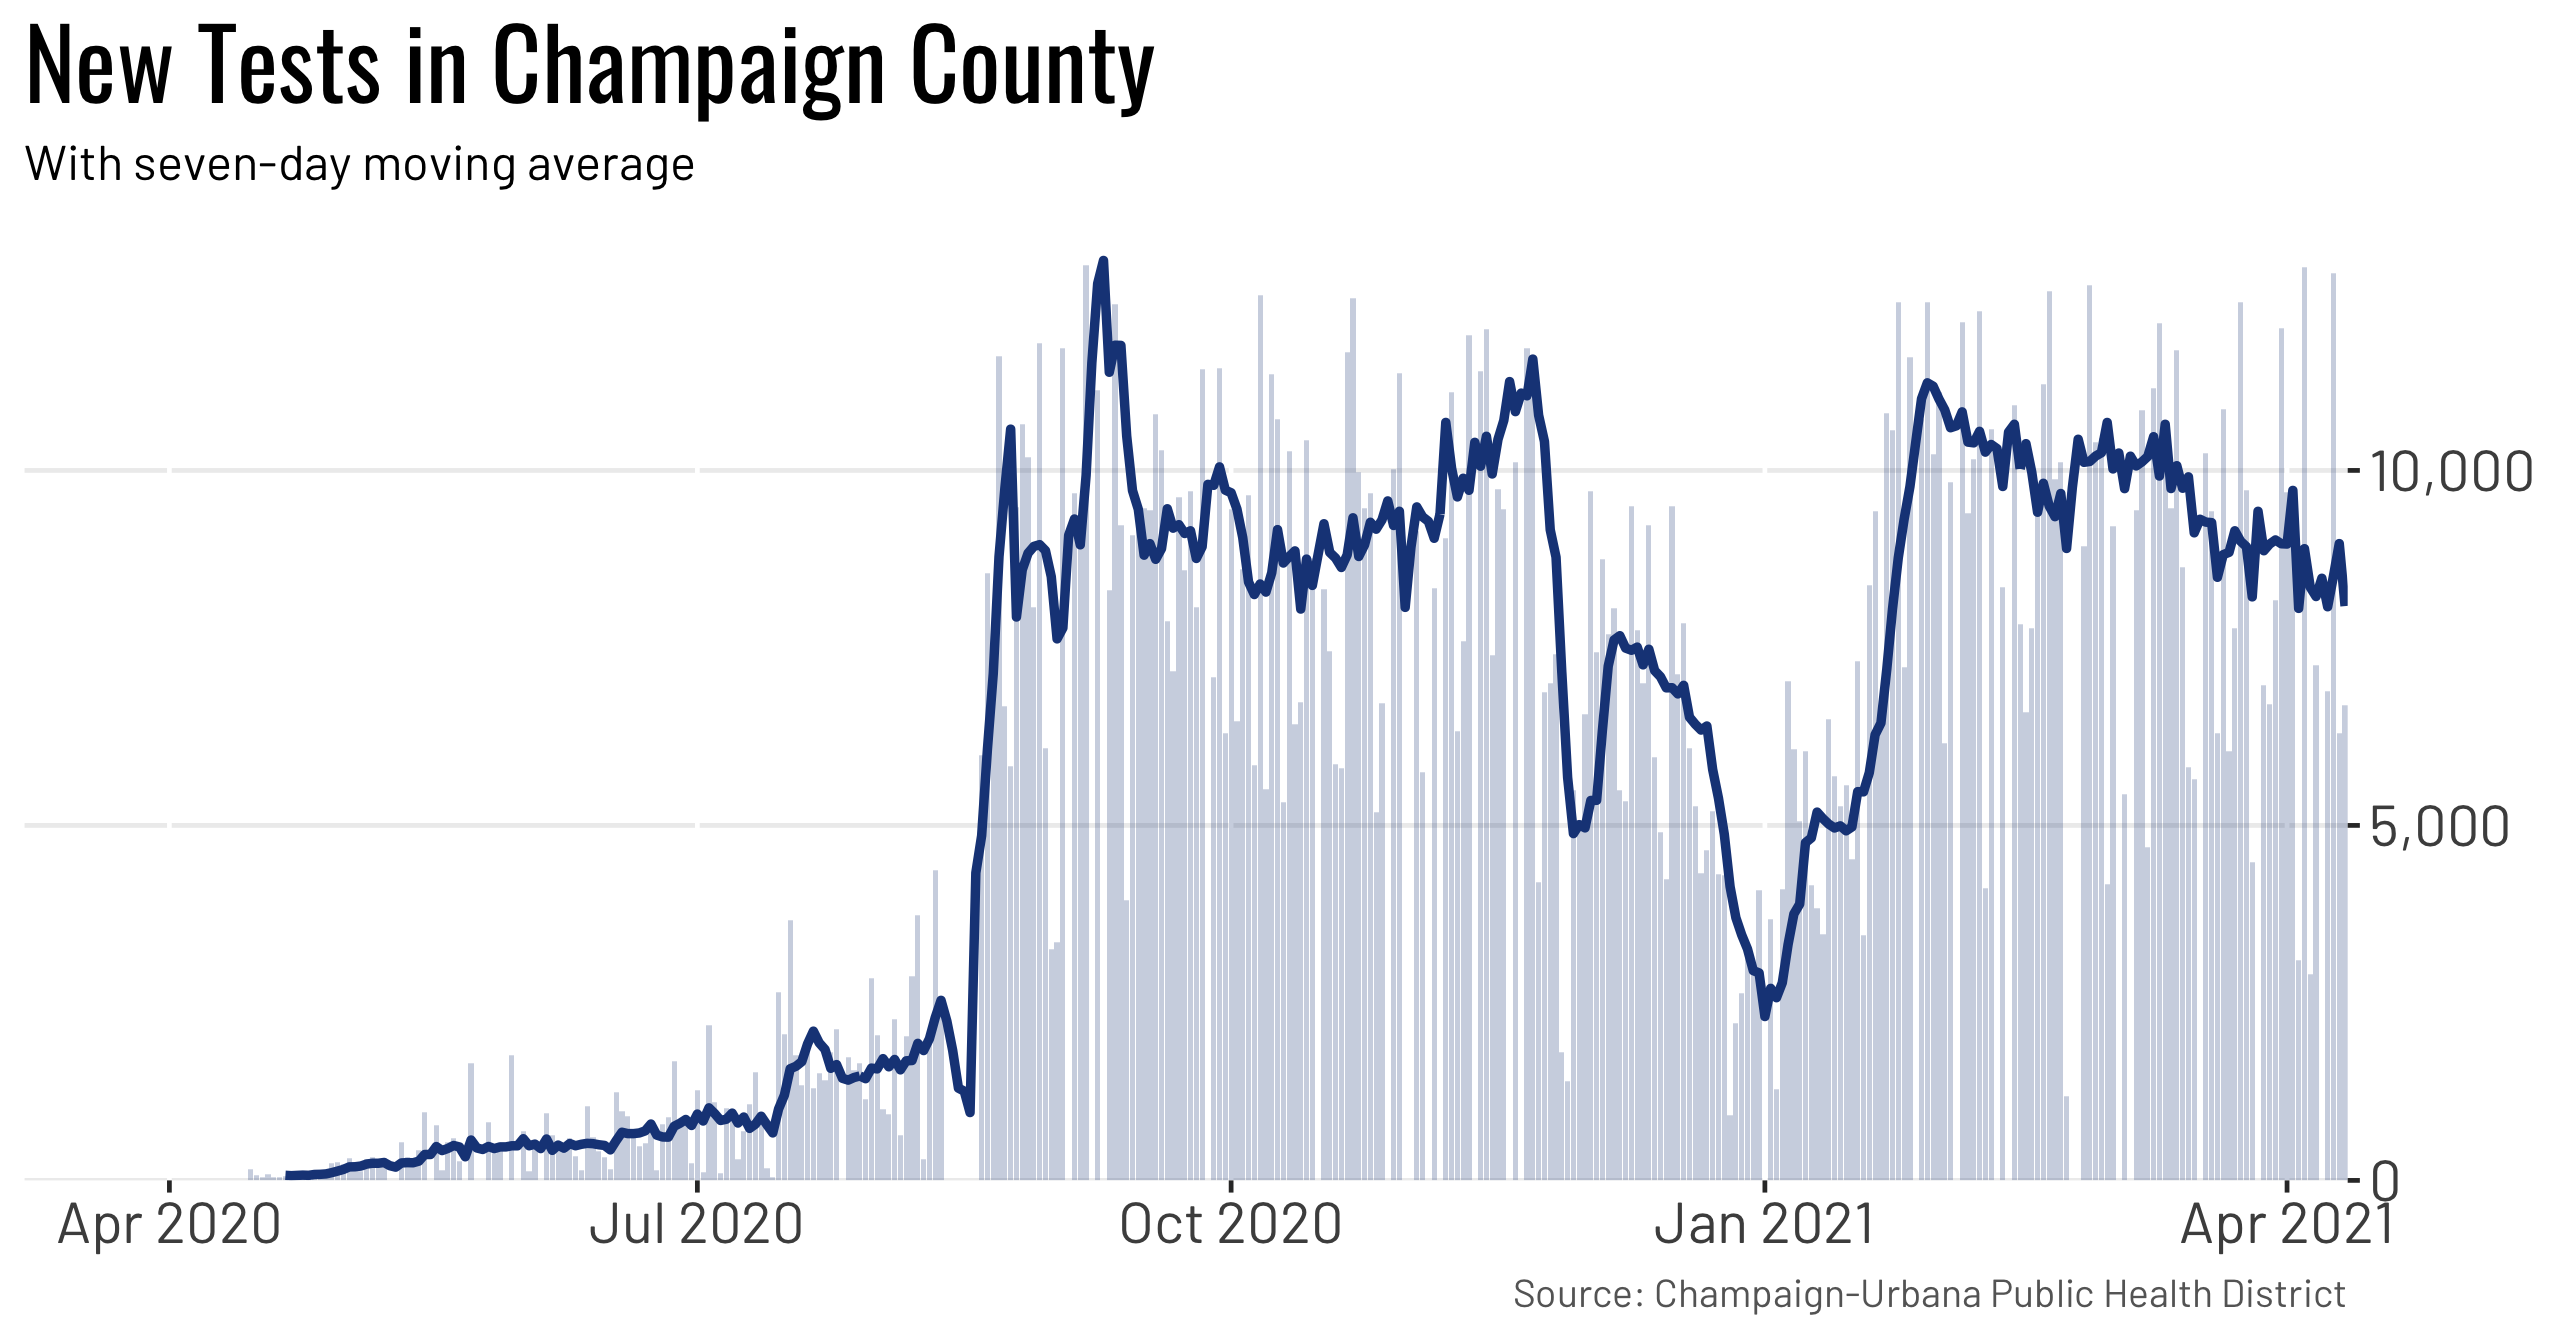 New Tests in Champaign County
With seven-day moving average
10,000
5,000
0
Apr 2020 Jul 2020 Oct 2020 Jan 2021 Apr 2021
Source: Champaign-Urbana Public Health District